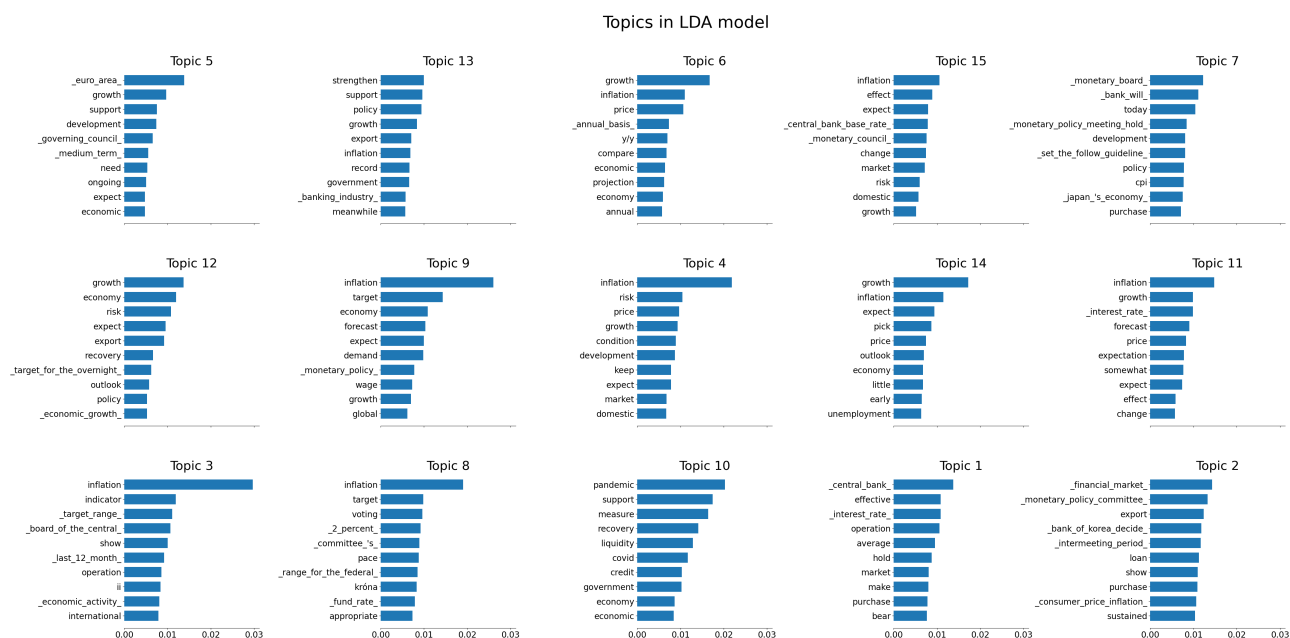 Topics in LDA model
Topic 5
_euro_area_
growth
support
development
_governing_council_
_medium_term_
need
ongoing
expect
economic
Topic 13
strengthen
support
policy
growth
export
inflation
record
government
_banking_industry_
meanwhile
Topic 6
growth
inflation
price
_annual_basis_
y/y
compare
economic
projection
economy
annual
Topic 15
inflation
effect
expect
_central_bank_base_rate_
_monetary_council_
change
market
risk
domestic
growth
Topic 7
_monetary_board_
_bank_will_
today
_monetary_policy_meeting_hold_
development
_set_the_follow_guideline_
policy
cpi
_japan_'s_economy_
purchase
Topic 12
growth
economy
risk
expect
export
recovery
_target_for_the_overnight_
outlook
policy
_economic_growth_
Topic 9
inflation
target
economy
forecast
expect
demand
_monetary_policy_
wage
growth
global
Topic 4
inflation
risk
price
growth
condition
development
keep
expect
market
domestic
Topic 14
growth
inflation
expect
pick
price
outlook
economy
little
early
unemployment
Topic 11
inflation
growth
_interest_rate_
forecast
price
expectation
somewhat
expect
effect
change
Topic 3
inflation
indicator
_target_range_
_board_of_the_central_
show
_last_12_month_
operation
ii
_economic_activity_
international
0.00 0.01 0.02 0.03
Topic 8
inflation
target
voting
_2_percent_
_committee_'s_
pace
_range_for_the_federal_
króna
_fund_rate_
appropriate
0.00 0.01 0.02 0.03
Topic 10
pandemic
support
measure
recovery
liquidity
covid
credit
government
economy
economic
0.00 0.01 0.02 0.03
Topic 1
_central_bank_
effective
_interest_rate_
operation
average
hold
market
make
purchase
bear
0.00 0.01 0.02 0.03
Topic 2
_financial_market_
_monetary_policy_committee_
export
_bank_of_korea_decide_
_intermeeting_period_
loan
show
purchase
_consumer_price_inflation_
sustained
0.00 0.01 0.02 0.03